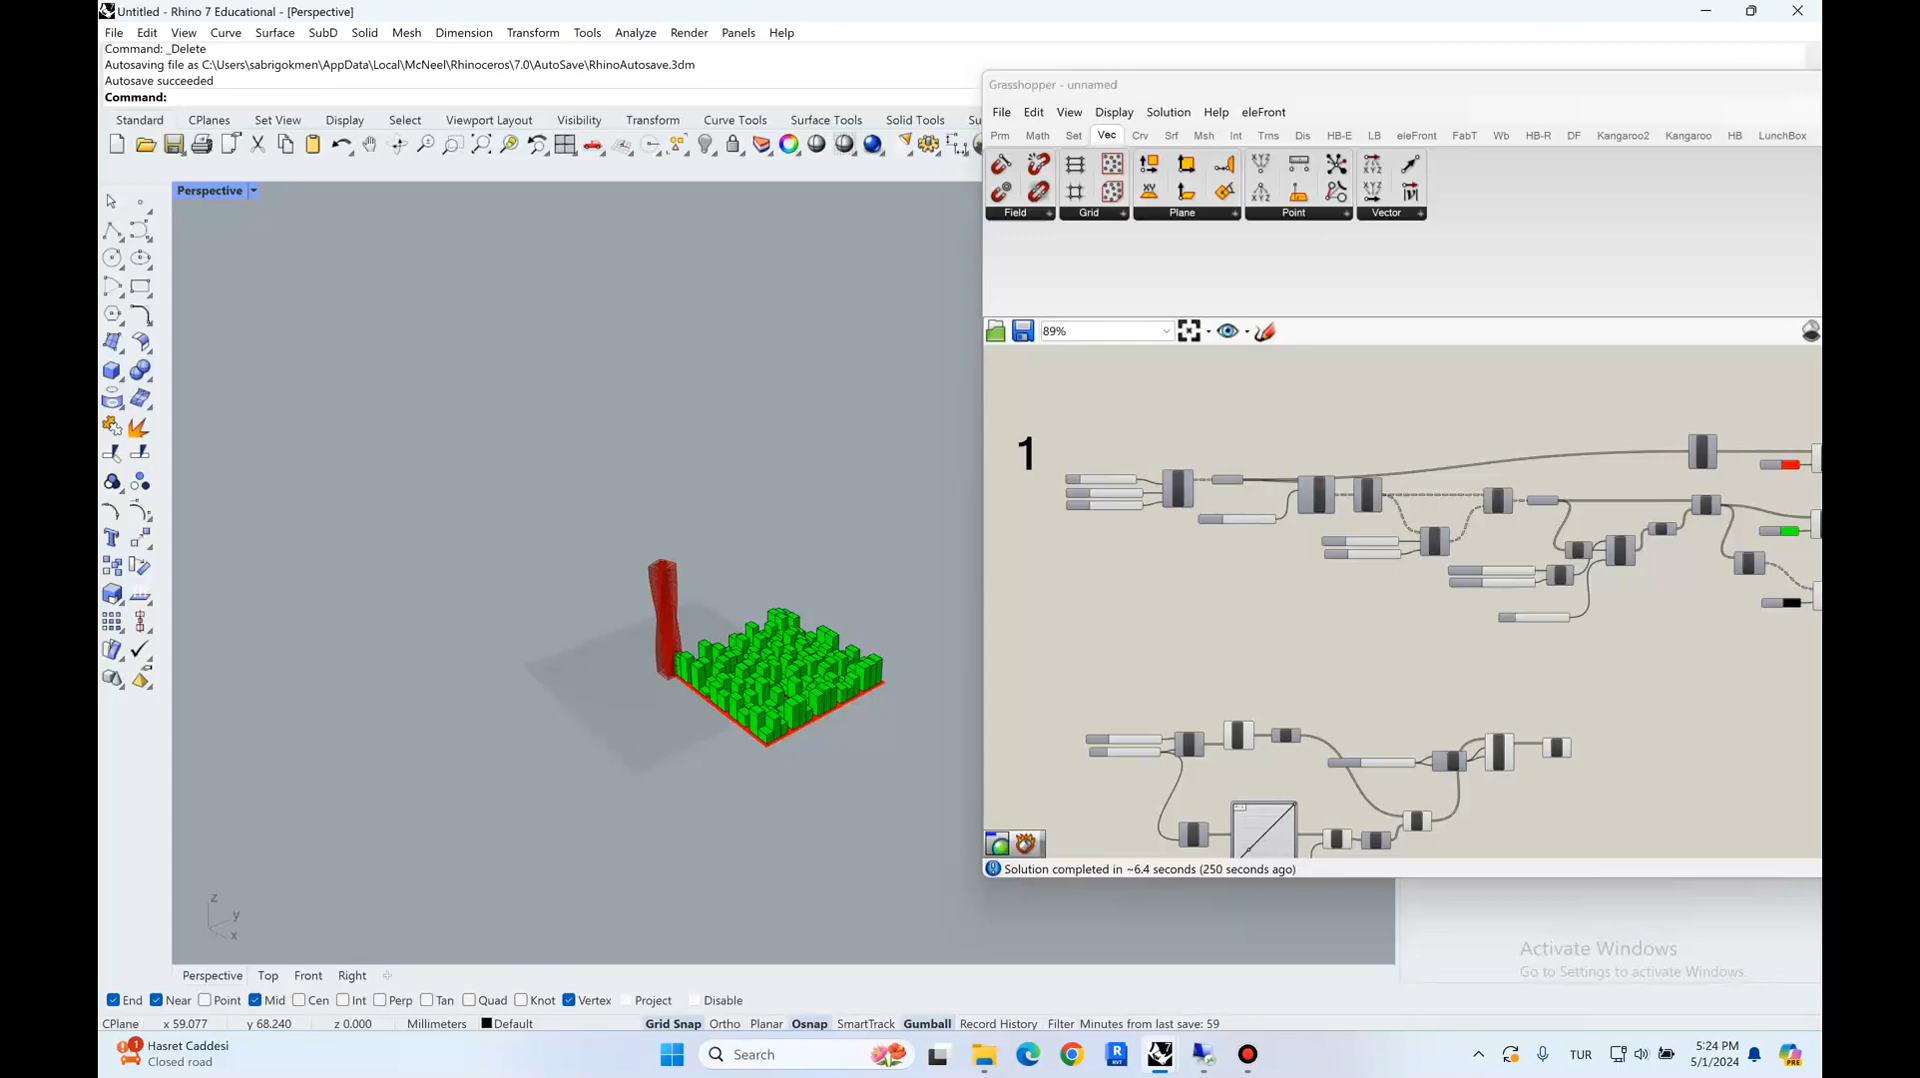 Untitled - Rhino 7 Educational - [Perspective]
File Edit View Curve Surface SubD Solid Mesh Dimension Transform Tools Analyze Render Panels Help
Command: _Delete
Autosaving file as C:\Users\sabrigokmen\AppData\Local\McNeel\Rhinoceros\7.0\AutoSave\RhinoAutosave.3dm
Autosave succeeded
Command:
Standard CPlanes Set View Display Select Viewport Layout Visibility Transform Curve Tools Surface Tools Solid Tools Su
Perspective
Grasshopper - unnamed
File Edit View Display Solution Help eleFront
Prm Math Set Vec Crv Srf Msh Int Trns Dis HB-E LB eleFront FabT Wb HB-R DF Kangaroo2 Kangaroo HB LunchBox
Field Grid Plane Point Vector
89%
1
Solution completed in ~6.4 seconds (250 seconds ago)
z
y
x
Activate Windows
Go to Settings to activate Windows.
Perspective Top Front Right
End Near Point Mid Cen Int Perp Tan Quad Knot Vertex Project Disable
CPlane x 59.077 y 68.240 z 0.000 Millimeters Default Grid Snap Ortho Planar Osnap SmartTrack Gumball Record History Filter Minutes from last save: 59
1
Hasret Caddesi
Closed road
Search
TUR
5:24 PM
5/1/2024